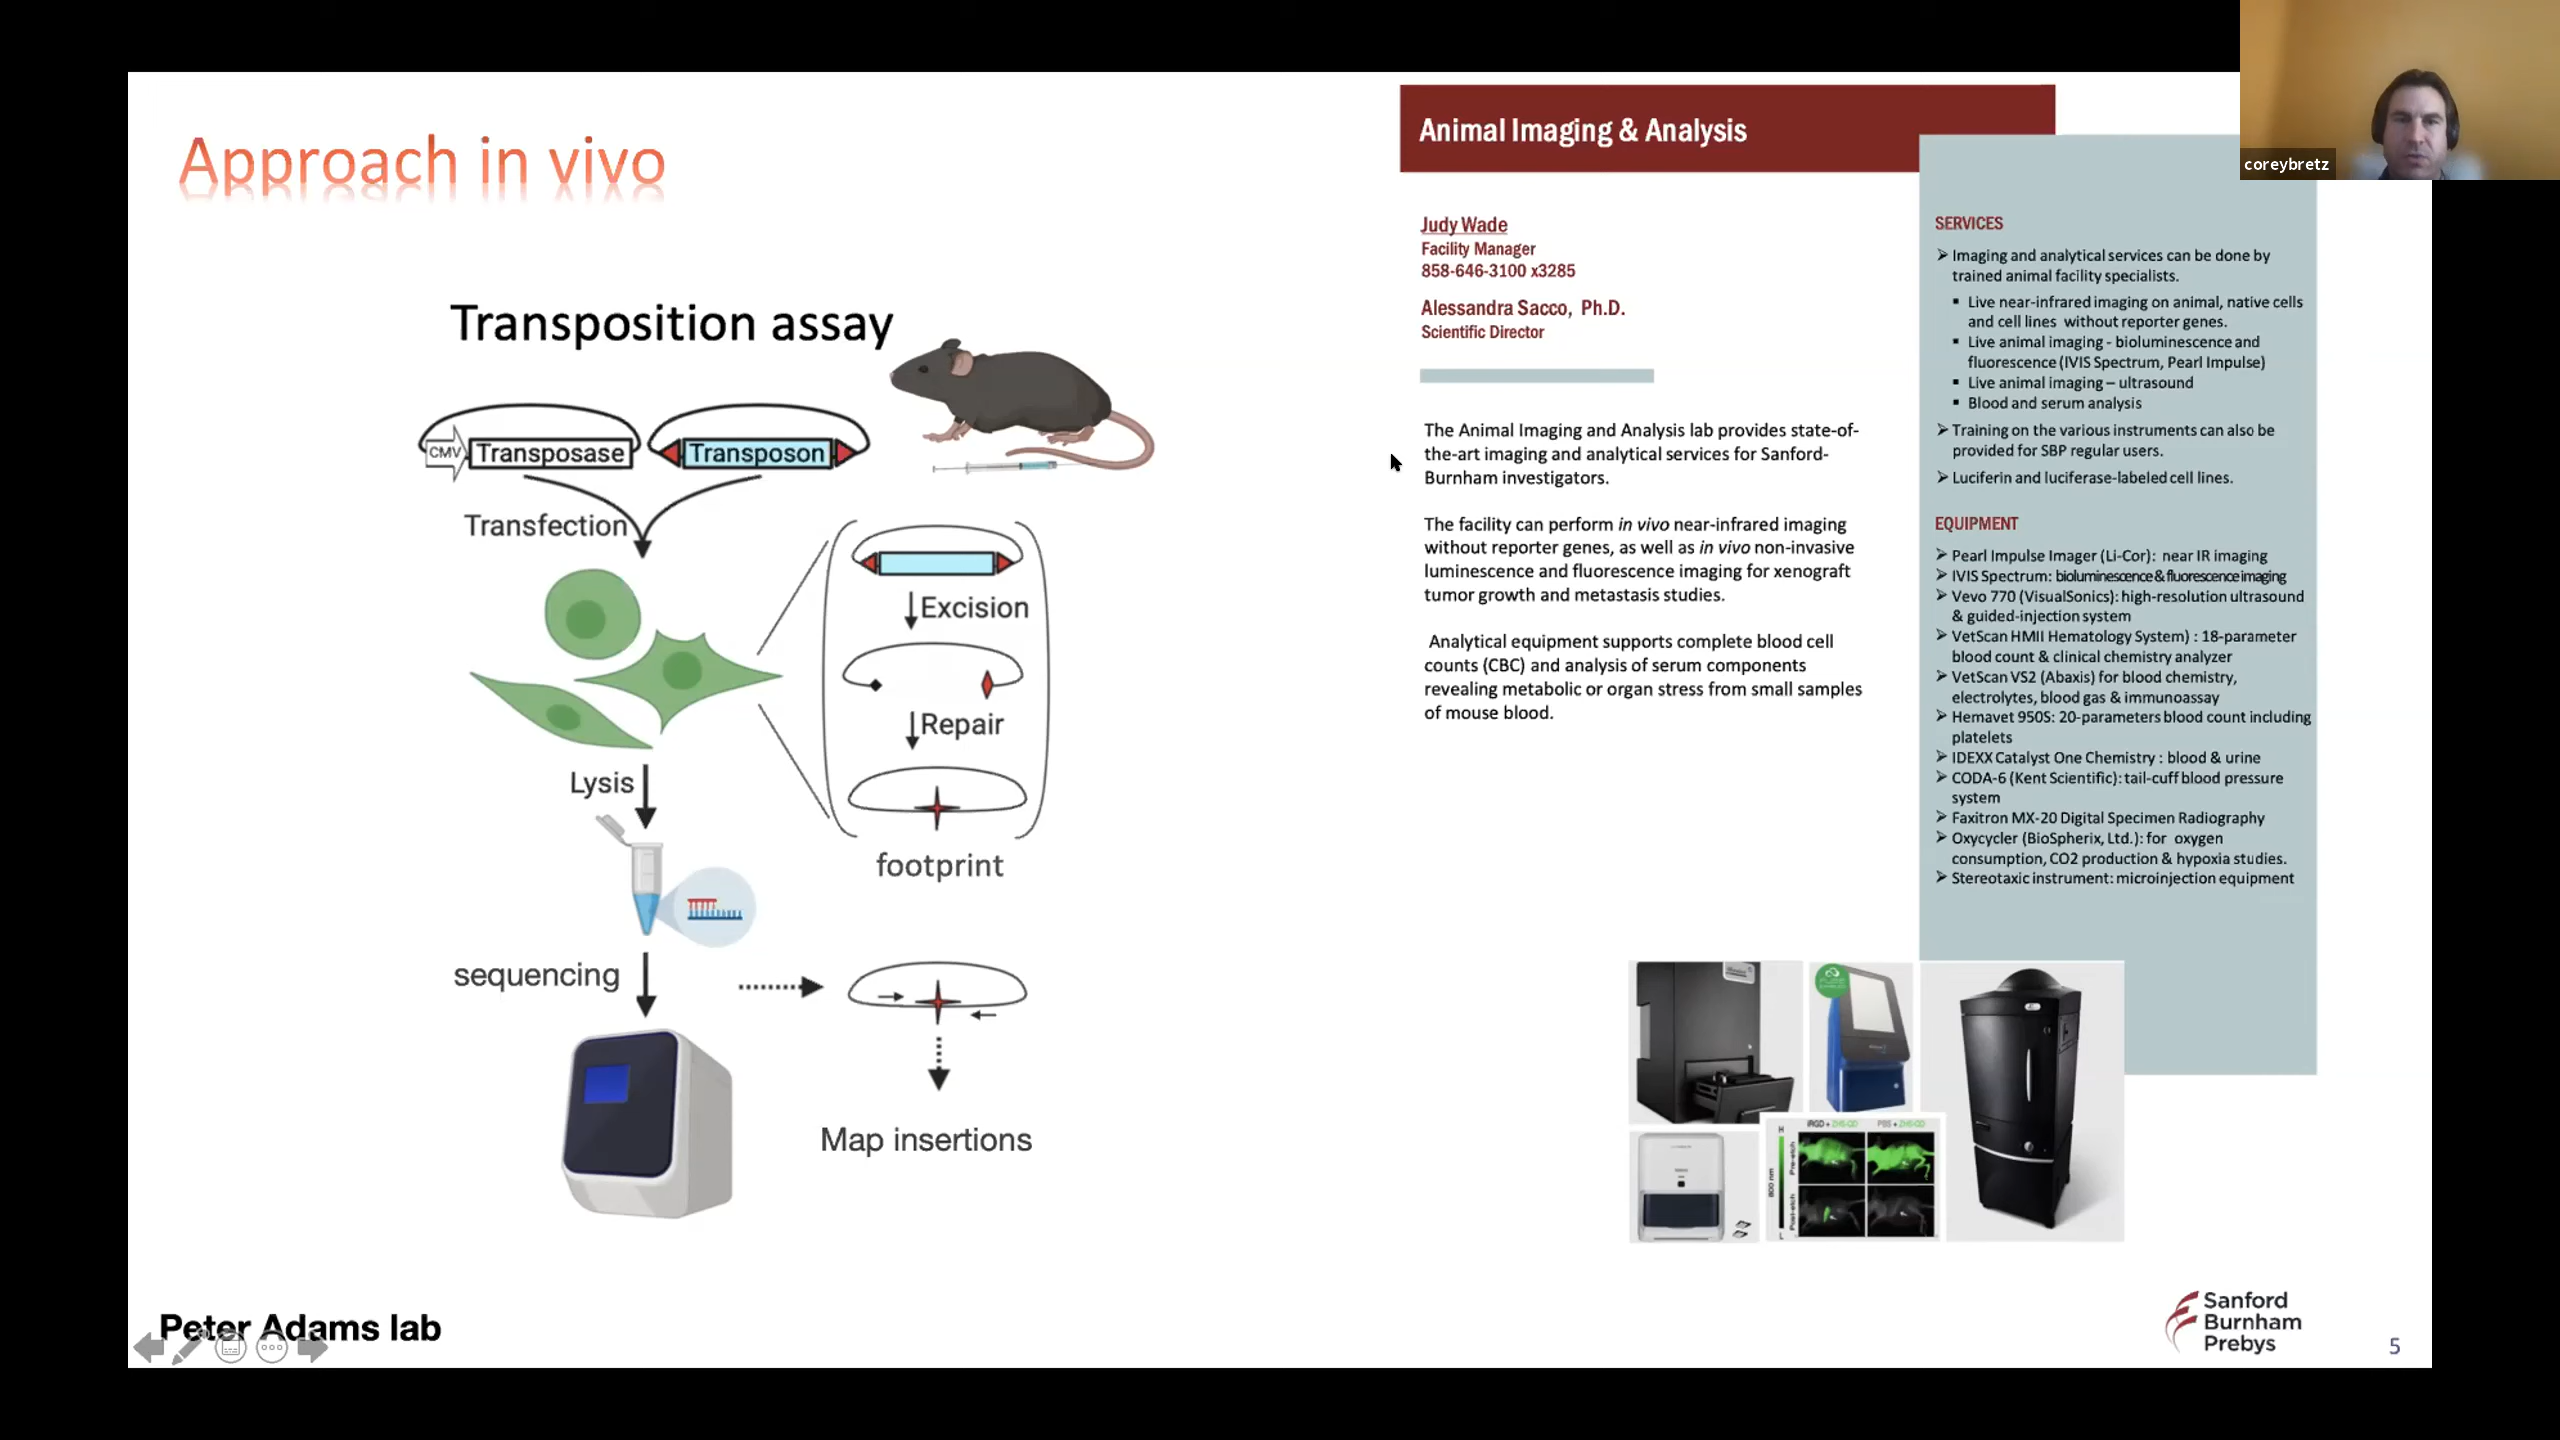 coreybretz
Approach in vivo
Transposition assay
CMV
Transposase
Transposon
Transfection
Excision
Repair
footprint
Lysis
sequencing
Map insertions
Animal Imaging & Analysis
Judy Wade
Facility Manager
858-646-3100 x3285
Alessandra Sacco, Ph.D.
Scientific Director
The Animal Imaging and Analysis lab provides state-of-
the-art imaging and analytical services for Sanford-
Burnham investigators.
The facility can perform in vivo near-infrared imaging
without reporter genes, as well as in vivo non-invasive
luminescence and fluorescence imaging for xenograft
tumor growth and metastasis studies.
Analytical equipment supports complete blood cell
counts (CBC) and analysis of serum components
revealing metabolic or organ stress from small samples
of mouse blood.
SERVICES
➢ Imaging and analytical services can be done by
trained animal facility specialists.
▪ Live near-infrared imaging on animal, native cells
and cell lines without reporter genes.
▪ Live animal imaging - bioluminescence and
fluorescence (IVIS Spectrum, Pearl Impulse)
▪ Live animal imaging – ultrasound
▪ Blood and serum analysis
➢ Training on the various instruments can also be
provided for SBP regular users.
➢ Luciferin and luciferase-labeled cell lines.
EQUIPMENT
➢ Pearl Impulse Imager (Li-Cor): near IR imaging
➢ IVIS Spectrum: bioluminescence & fluorescence imaging
➢ Vevo 770 (VisualSonics): high-resolution ultrasound
& guided-injection system
➢ VetScan HMII Hematology System) : 18-parameter
blood count & clinical chemistry analyzer
➢ VetScan VS2 (Abaxis) for blood chemistry,
electrolytes, blood gas & immunoassay
➢ Hemavet 950S: 20-parameters blood count including
platelets
➢ IDEXX Catalyst One Chemistry : blood & urine
➢ CODA-6 (Kent Scientific): tail-cuff blood pressure
system
➢ Faxitron MX-20 Digital Specimen Radiography
➢ Oxycycler (BioSpherix, Ltd.): for oxygen
consumption, CO2 production & hypoxia studies.
➢ Stereotaxic instrument: microinjection equipment
iRGD + ZHS-QD
PBS + ZHS-QD
H
800 nm
L
Pre-etch
Post-etch
Peter Adams lab
Sanford
Burnham
Prebys
5